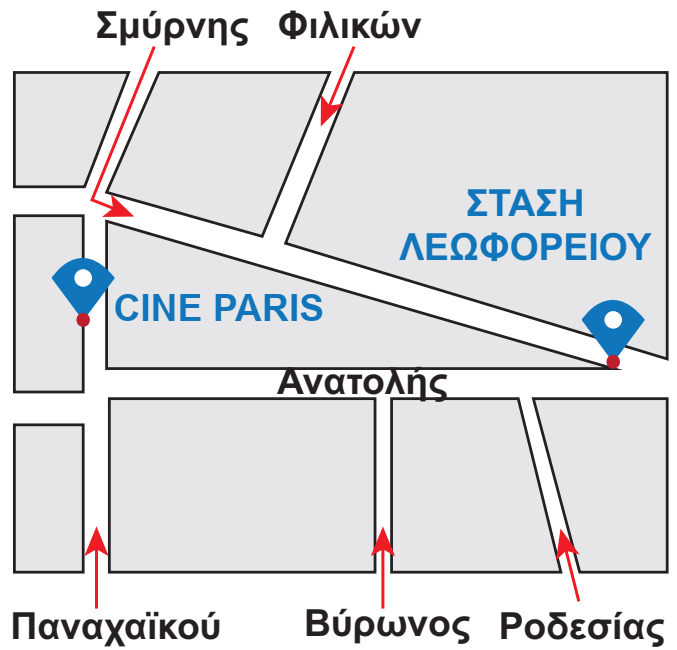 Σμύρνης Φιλικών
ΣΤΑΣΗ
ΛΕΩΦΟΡΕΙΟΥ
CINE PARIS
Ανατολής
Παναχαϊκού Βύρωνος Ροδεσίας